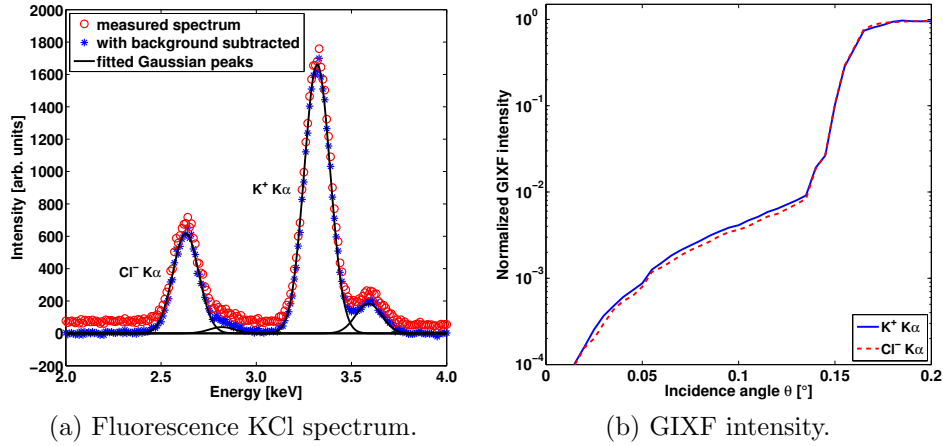 (a)
measured spectrum
with background subtracted
fitted Gaussian peaks
2000
1800
1600
1400
1200
1000
800
600
400
200
0
−200
Intensity [arb. units]
K+ Kα
Cl− Kα
2.0
2.5
3.0
3.5
4.0
Energy [keV]
(a) Fluorescence KCl spectrum.
(b)
10^0
10^−1
10^−2
10^−3
10^−4
Normalized GIXF intensity
K+ Kα
Cl− Kα
0
0.05
0.1
0.15
0.2
Incidence angle θ [°]
(b) GIXF intensity.